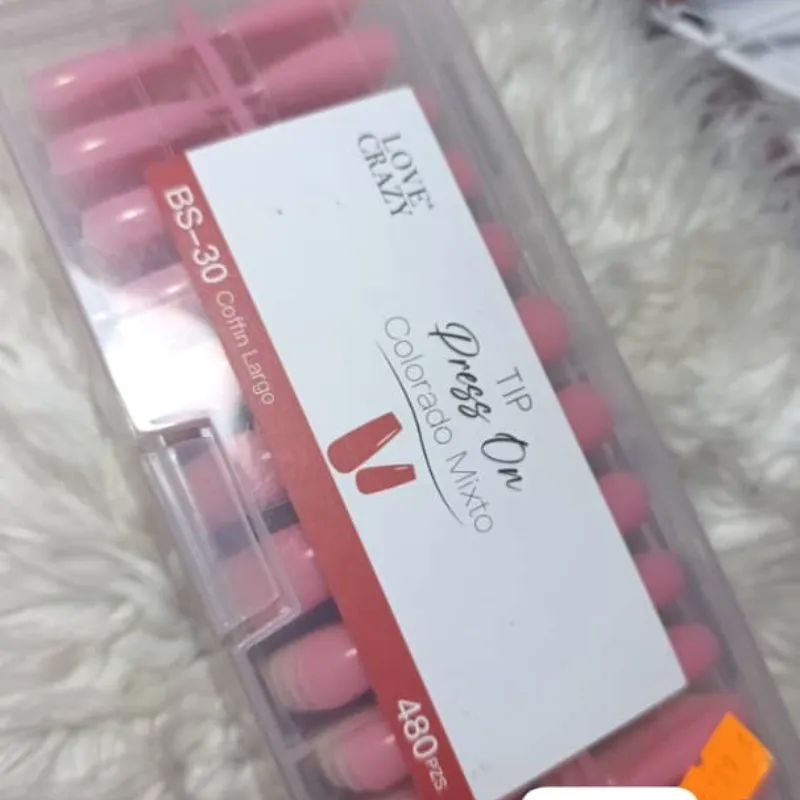 LOVE
CRAZY
TIP
Press On
Colorado Mixto
BS-30 Coffin Largo
480PZS